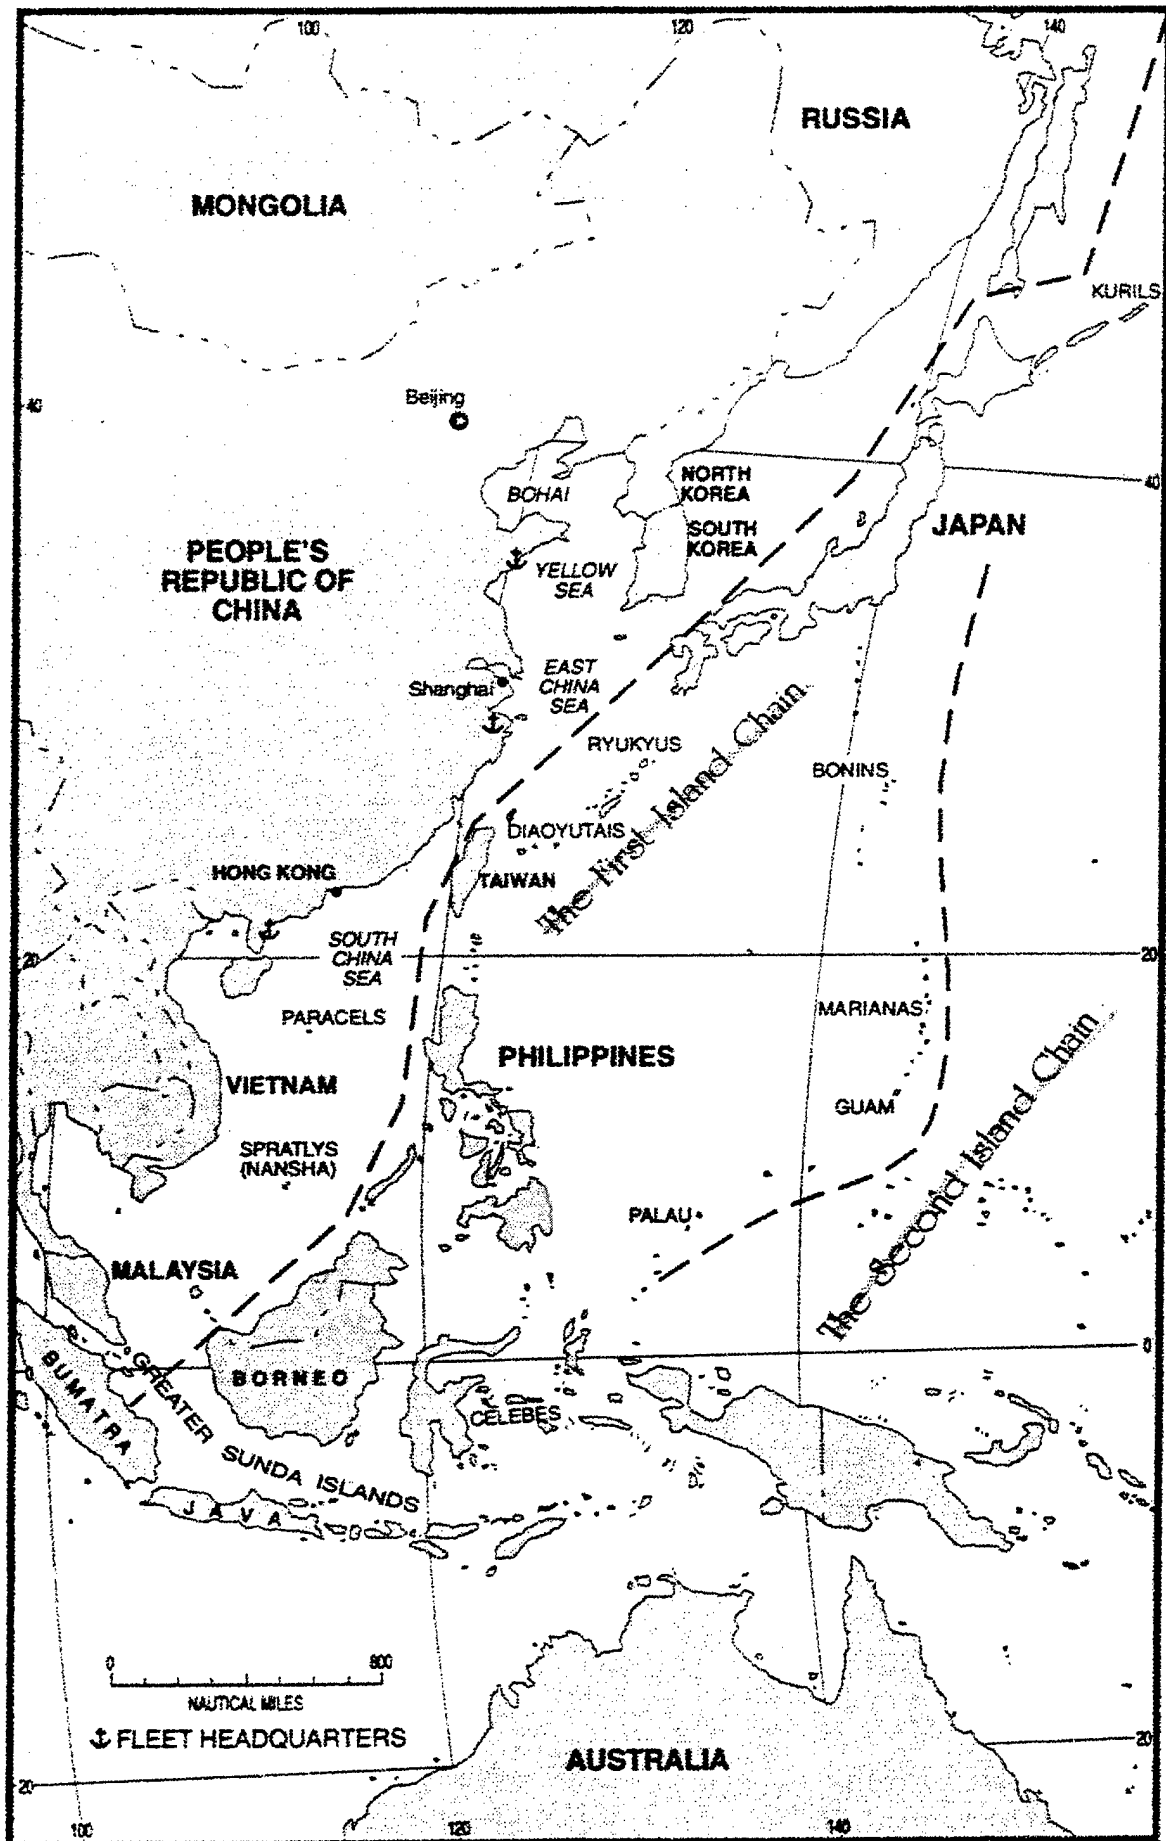 100
120
140
RUSSIA
MONGOLIA
KURILS
40
Beijing
BOHAI
NORTH
KOREA
40
SOUTH
KOREA
JAPAN
PEOPLE'S
REPUBLIC OF
CHINA
YELLOW
SEA
Shanghai
EAST
CHINA
SEA
RYUKYUS
The First Island Chain
BONINS
DIAOYUTAIS
HONG KONG
TAIWAN
SOUTH
CHINA
SEA
20
20
PARACELS
MARIANAS
PHILIPPINES
VIETNAM
GUAM
SPRATLYS
(NANSHA)
The Second Island Chain
PALAU
MALAYSIA
0
BORNEO
SUMATRA
GREATER SUNDA ISLANDS
CELEBES
JAVA
0
800
NAUTICAL MILES
FLEET HEADQUARTERS
AUSTRALIA
20
20
100
120
140